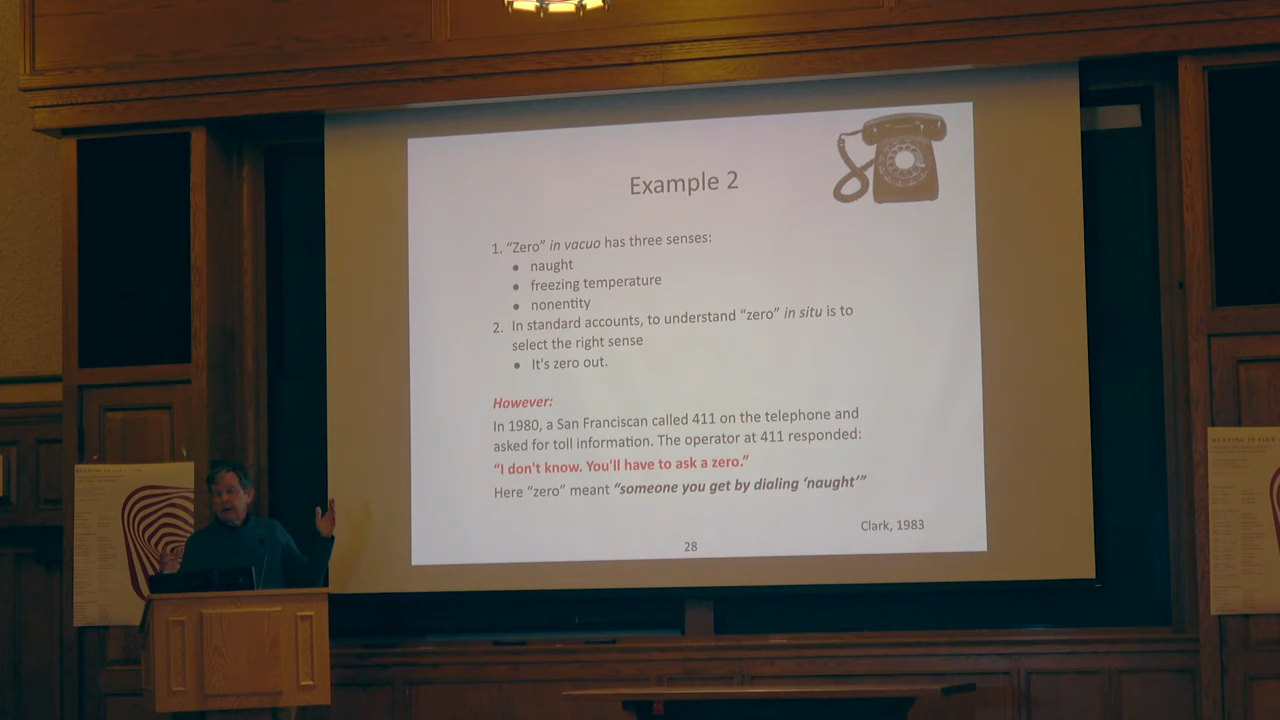 Example 2
1. “Zero” in vacuo has three senses:
● naught
● freezing temperature
● nonentity
2. In standard accounts, to understand “zero” in situ is to
select the right sense
● It's zero out.
However:
In 1980, a San Franciscan called 411 on the telephone and
asked for toll information. The operator at 411 responded:
“I don't know. You'll have to ask a zero.”
Here “zero” meant “someone you get by dialing ‘naught’”
Clark, 1983
28
MEANING IN FLUX